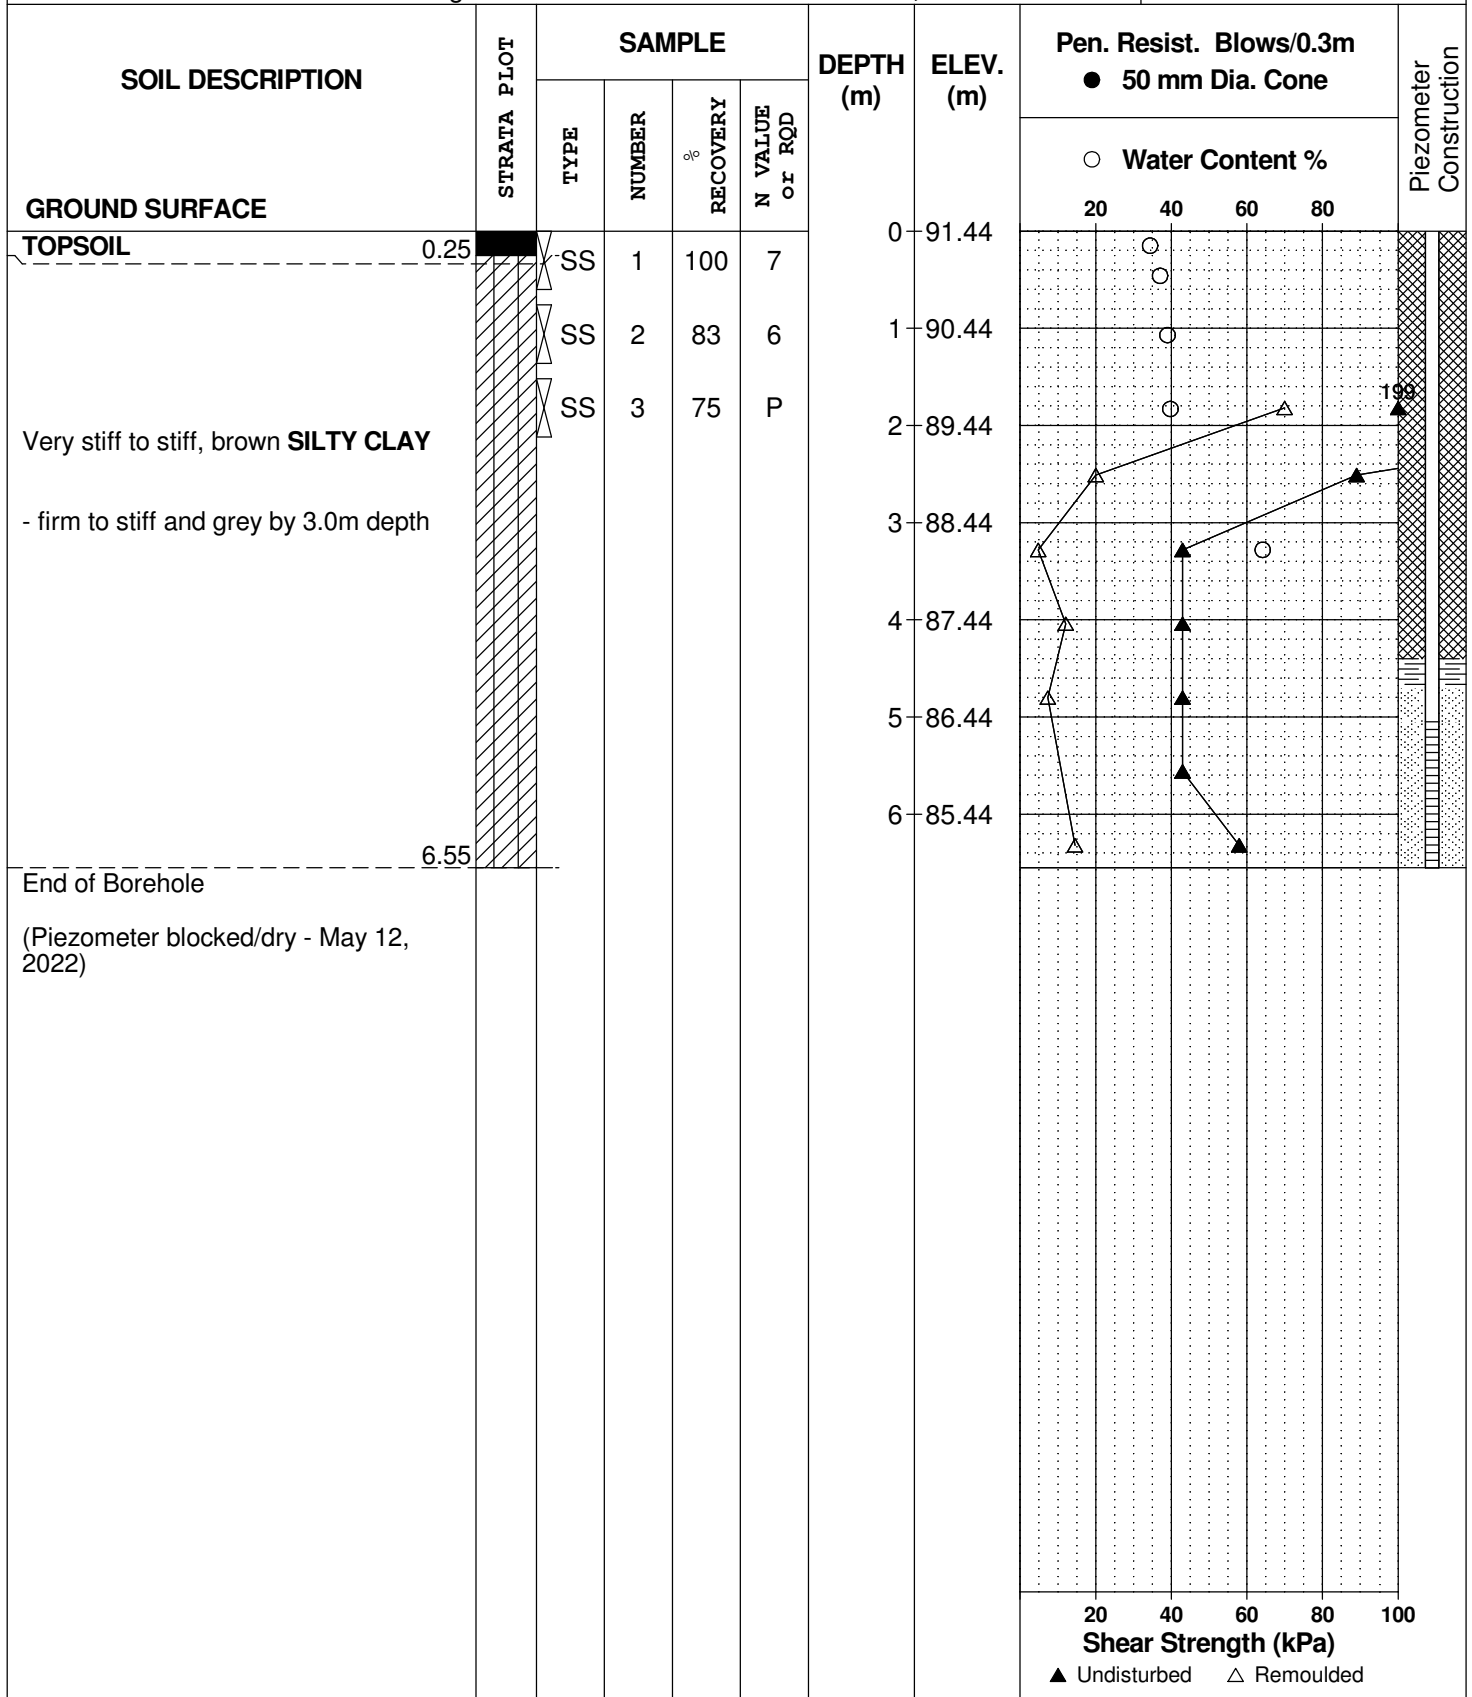 SOIL DESCRIPTION
GROUND SURFACE
STRATA PLOT
SAMPLE
TYPE
NUMBER
% RECOVERY
N VALUE or RQD
DEPTH (m)
ELEV. (m)
Pen. Resist. Blows/0.3m
● 50 mm Dia. Cone
○ Water Content %
20 40 60 80
Piezometer Construction
TOPSOIL 0.25
SS 1 100 7
SS 2 83 6
SS 3 75 P
0 91.44
1 90.44
199
2 89.44
Very stiff to stiff, brown SILTY CLAY
- firm to stiff and grey by 3.0m depth
3 88.44
4 87.44
5 86.44
6 85.44
6.55
End of Borehole
(Piezometer blocked/dry - May 12,
2022)
20 40 60 80 100
Shear Strength (kPa)
▲ Undisturbed △ Remoulded